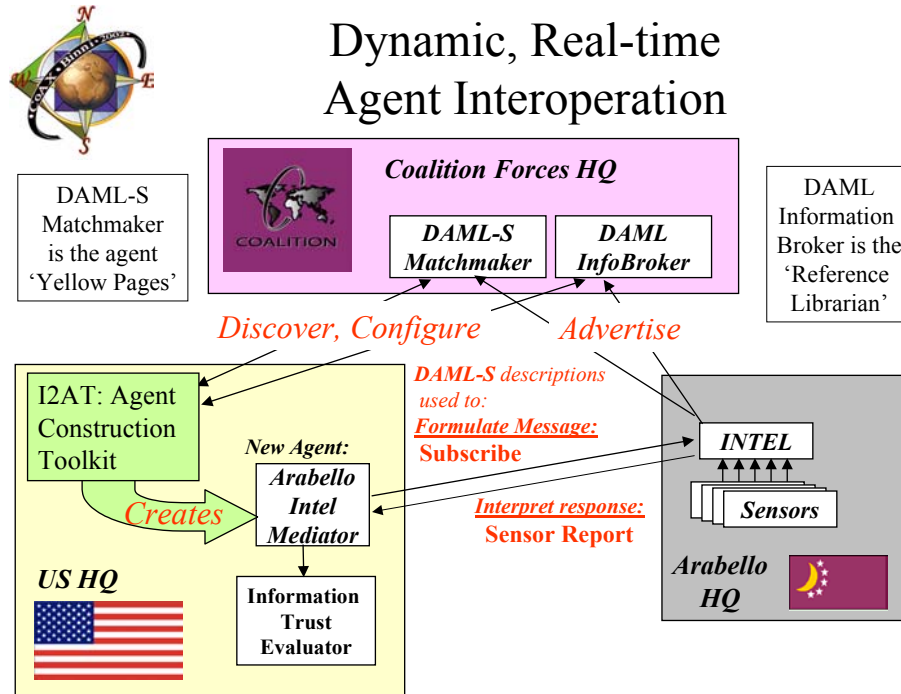 N
W
E
S
CoAX • Binni • 2002
Dynamic, Real-time
Agent Interoperation
DAML-S
Matchmaker
is the agent
‘Yellow Pages’
COALITION
Coalition Forces HQ
DAML-S
Matchmaker
DAML
InfoBroker
DAML
Information
Broker is the
‘Reference
Librarian’
Discover, Configure
Advertise
I2AT: Agent
Construction
Toolkit
New Agent:
Arabello
Intel
Mediator
Creates
US HQ
Information
Trust
Evaluator
DAML-S descriptions
used to:
Formulate Message:
Subscribe
Interpret response:
Sensor Report
INTEL
Sensors
Arabello
HQ